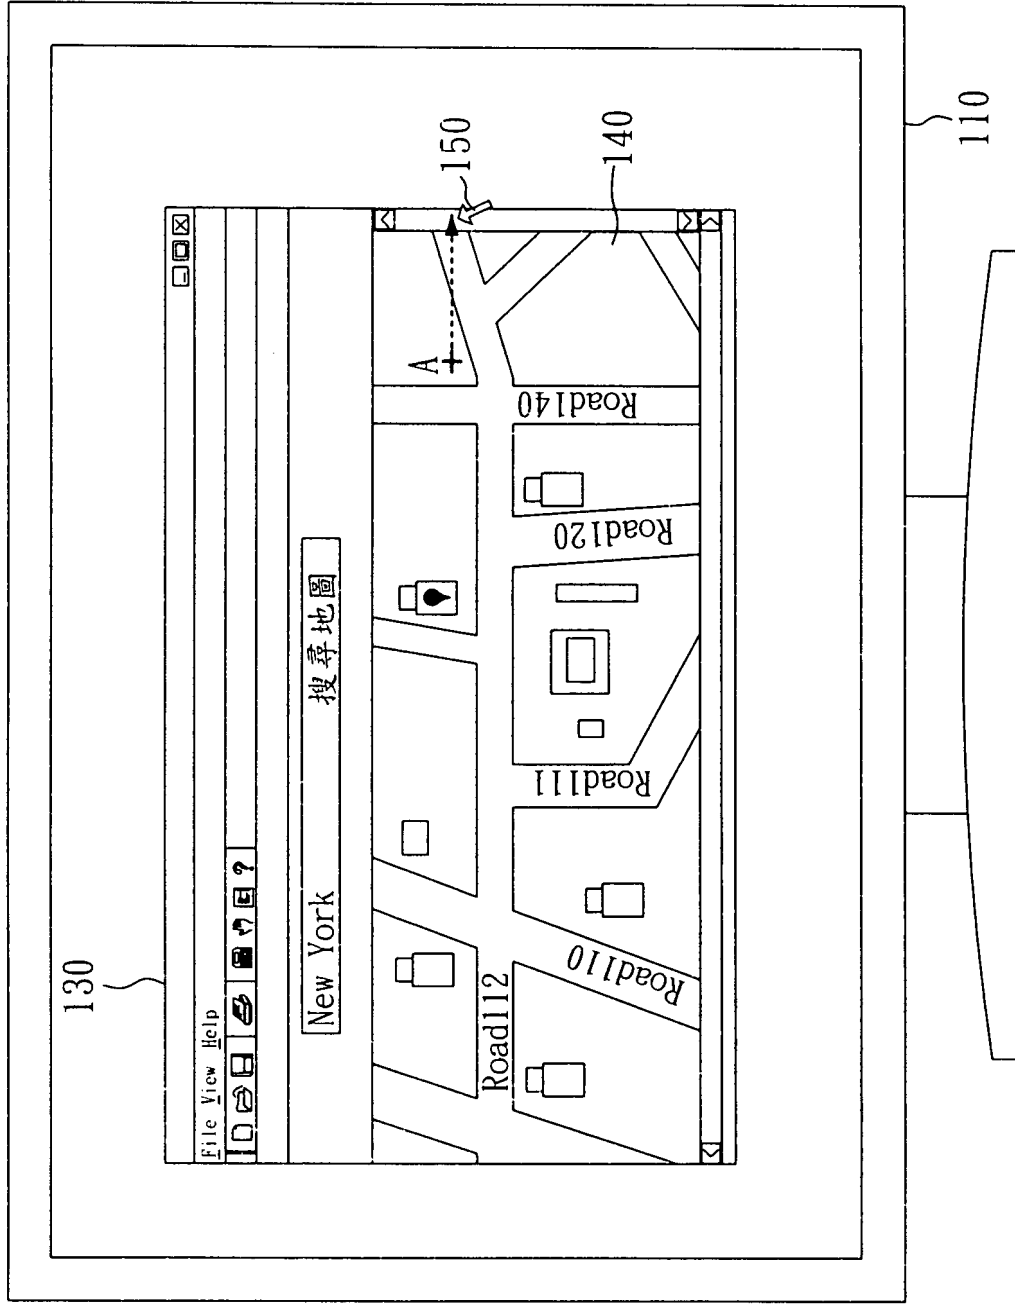 130
File View Help
?
New York 搜尋地圖
A
150
Road112
Road110
Road111
Road120
Road140
140
110